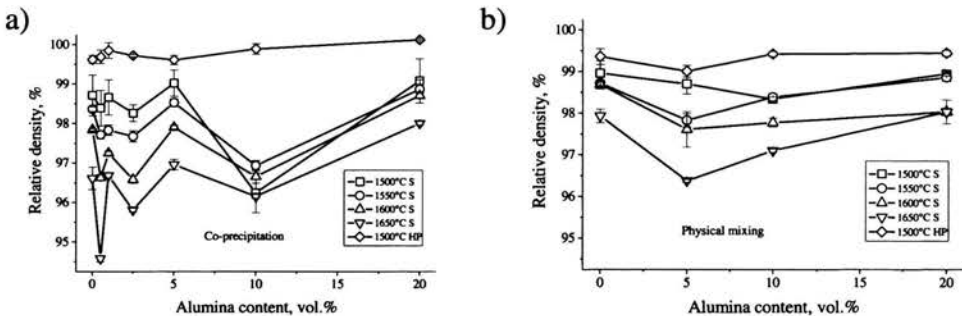 a)
Relative density, %
100
99
98
97
96
95
1500°C S
1550°C S
1600°C S
1650°C S
1500°C HP
Co-precipitation
0 5 10 15 20
Alumina content, vol.%
b)
Relative density, %
100
99
98
97
96
95
1500°C S
1550°C S
1600°C S
1650°C S
1500°C HP
Physical mixing
0 5 10 15 20
Alumina content, vol.%